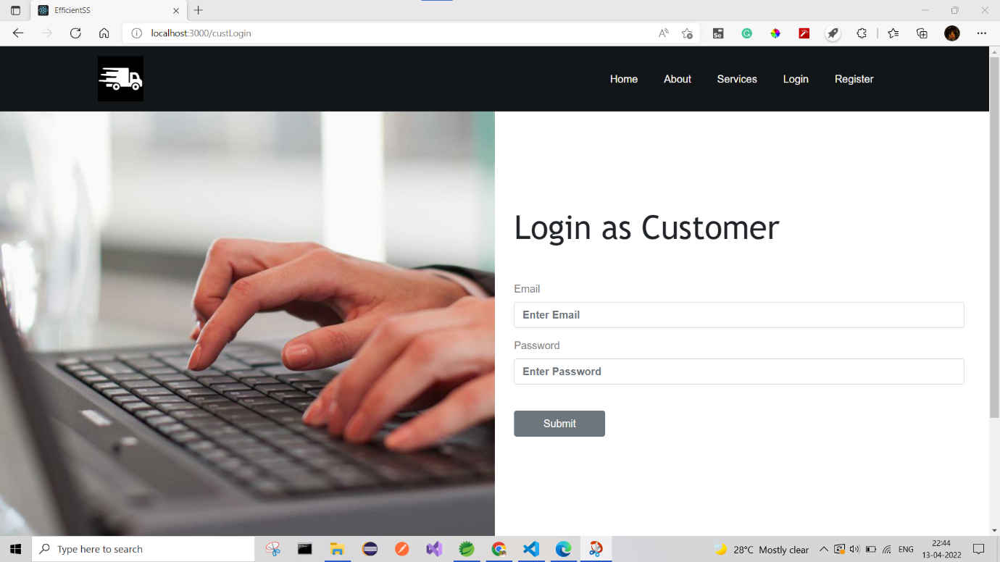 EfficientSS
localhost:3000/custLogin
Home About Services Login Register
Login as Customer
Email
Enter Email
Password
Enter Password
Submit
Type here to search
28°C Mostly clear
ENG
22:44
13-04-2022